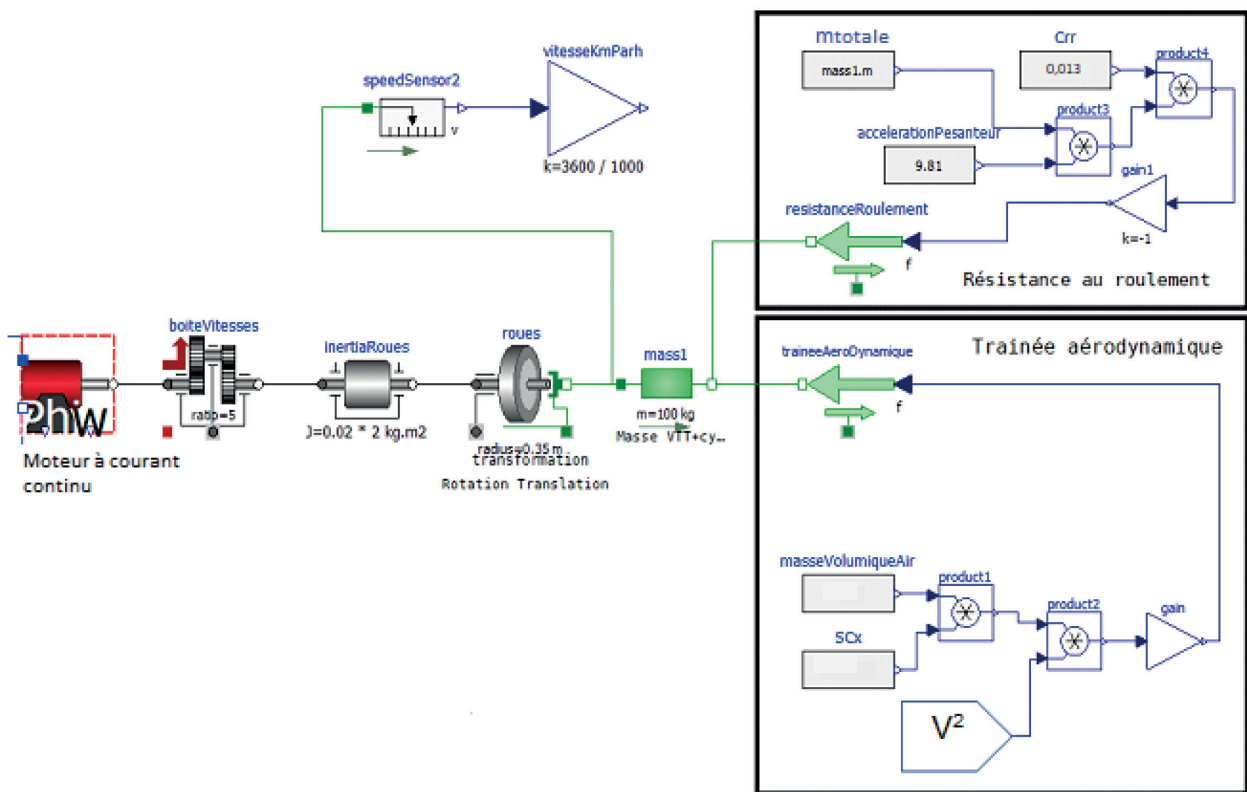 vitesseKmParh
speedSensor2
v
k=3600 / 1000
mtotale
mass1.m
Crr
0,013
product4
product3
accelerationPesanteur
9.81
gain1
k=-1
resistanceRoulement
f
Résistance au roulement
boiteVitesses
ratio=5
inertiaRoues
J=0.02 * 2 kg.m2
roues
radius=0.35 m
transformation
Rotation Translation
mass1
m=100 kg
Masse VTT+cy...
Phw
Moteur à courant
continu
traineeAeroDynamique
f
Trainée aérodynamique
masseVolumiqueAir
product1
SCx
product2
gain
V²